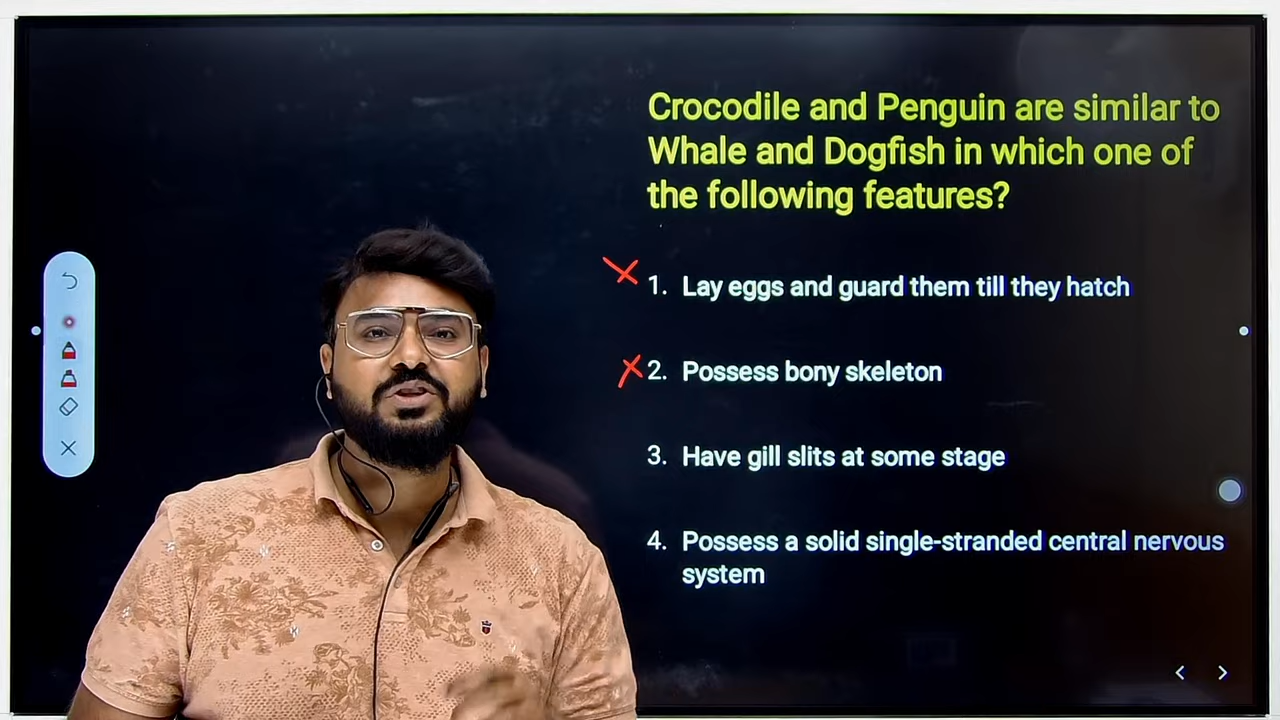 Crocodile and Penguin are similar to
Whale and Dogfish in which one of
the following features?
1. Lay eggs and guard them till they hatch
2. Possess bony skeleton
3. Have gill slits at some stage
4. Possess a solid single-stranded central nervous
system